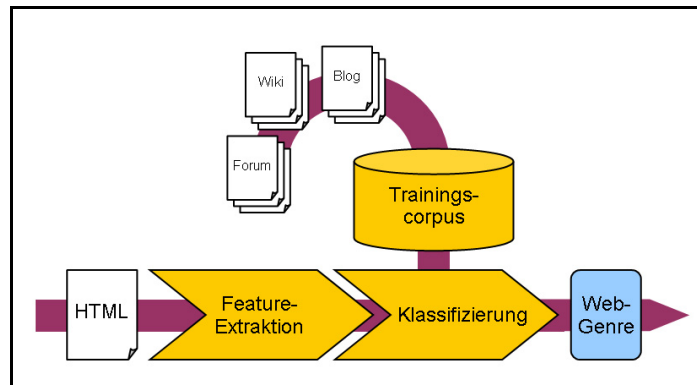 Wiki
Blog
Forum
Trainings-
corpus
HTML
Feature-
Extraktion
Klassifizierung
Web-
Genre